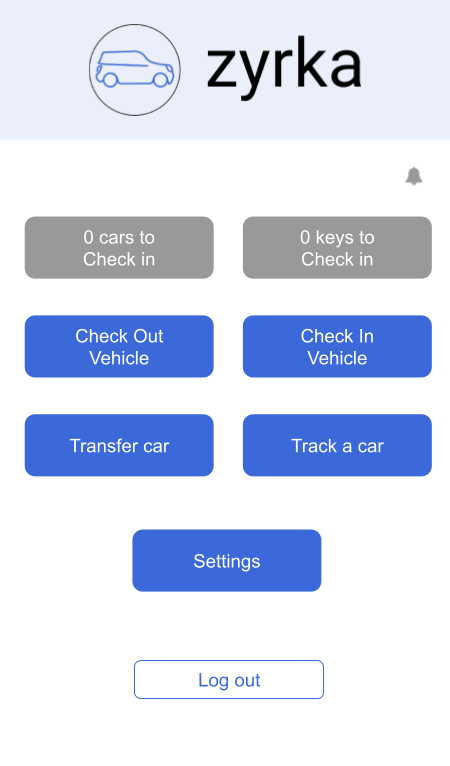 zyrka
0 cars to
Check in
0 keys to
Check in
Check Out
Vehicle
Check In
Vehicle
Transfer car
Track a car
Settings
Log out